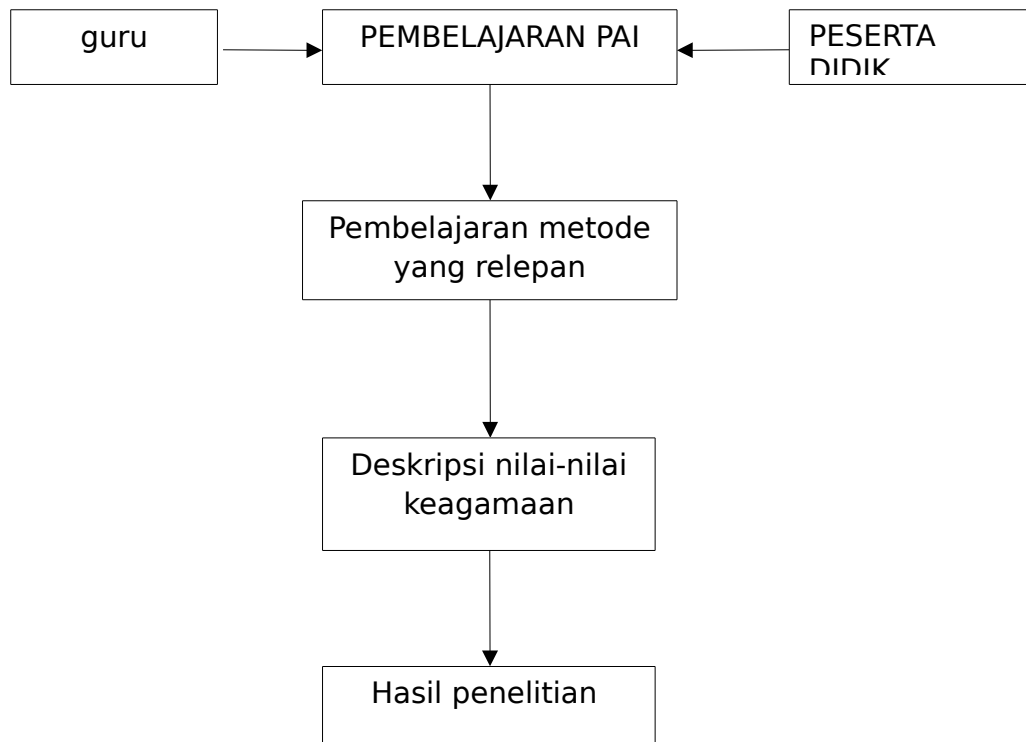 guru
PEMBELAJARAN PAI
PESERTA
DIDIK
Pembelajaran metode
yang relepan
Deskripsi nilai-nilai
keagamaan
Hasil penelitian